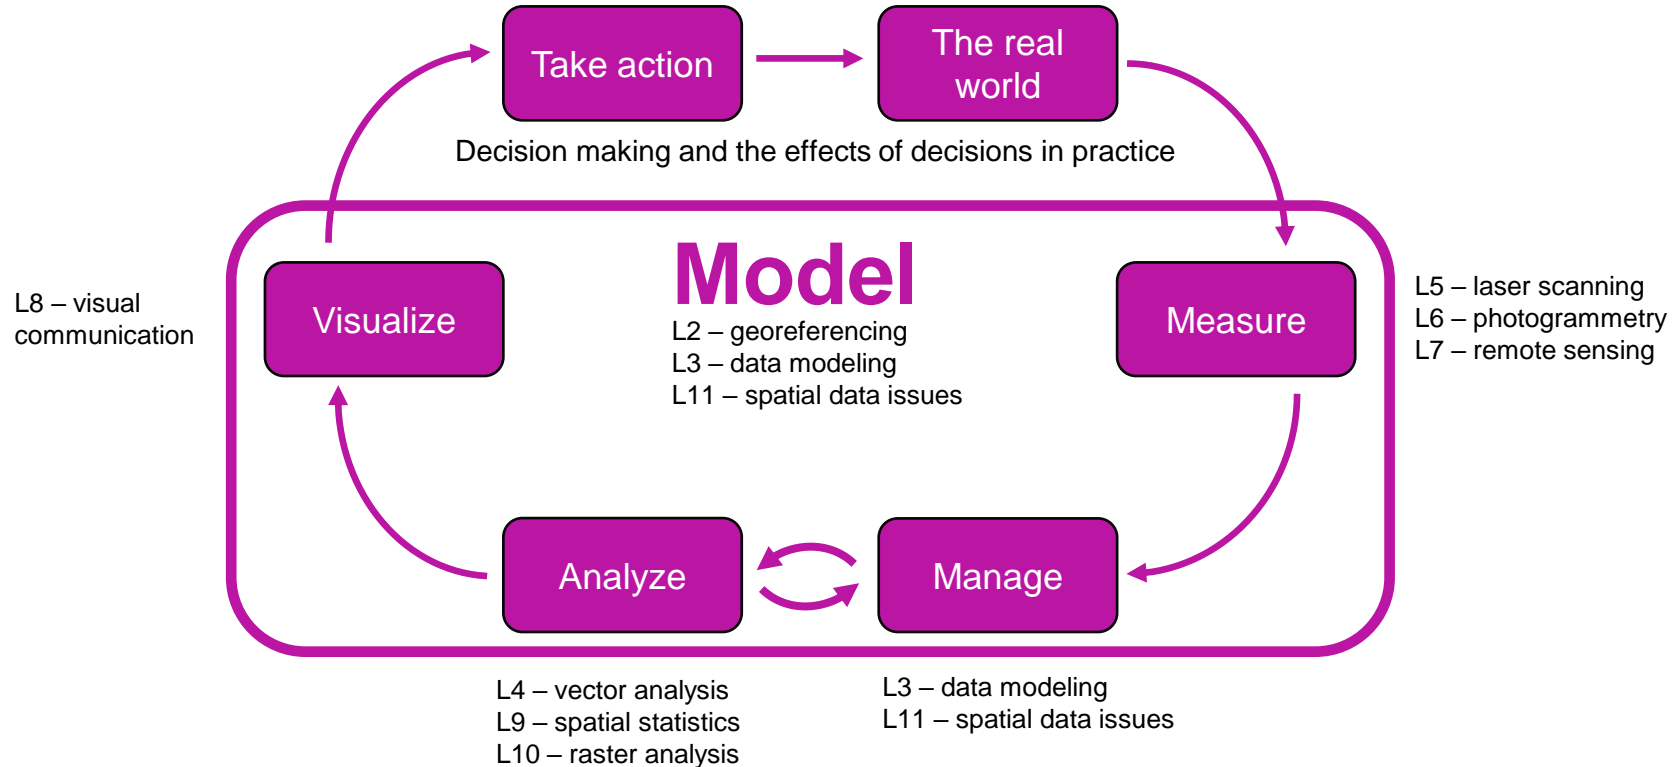 Take action
The real
world
Decision making and the effects of decisions in practice
Model
L2 – georeferencing
L3 – data modeling
L11 – spatial data issues
Visualize
L8 – visual
communication
Measure
L5 – laser scanning
L6 – photogrammetry
L7 – remote sensing
Analyze
Manage
L4 – vector analysis
L9 – spatial statistics
L10 – raster analysis
L3 – data modeling
L11 – spatial data issues